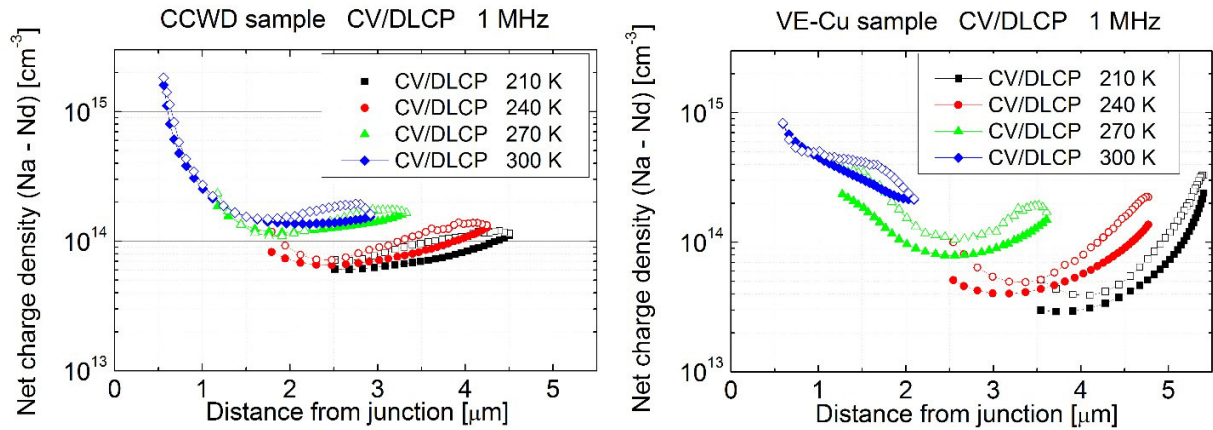 CCWD sample CV/DLCP 1 MHz
Net charge density (Na - Nd) [cm-3]
10^15
10^14
10^13
CV/DLCP 210 K
CV/DLCP 240 K
CV/DLCP 270 K
CV/DLCP 300 K
0 1 2 3 4 5
Distance from junction [μm]
VE-Cu sample CV/DLCP 1 MHz
Net charge density (Na - Nd) [cm-3]
10^15
10^14
10^13
CV/DLCP 210 K
CV/DLCP 240 K
CV/DLCP 270 K
CV/DLCP 300 K
0 1 2 3 4 5
Distance from junction [μm]